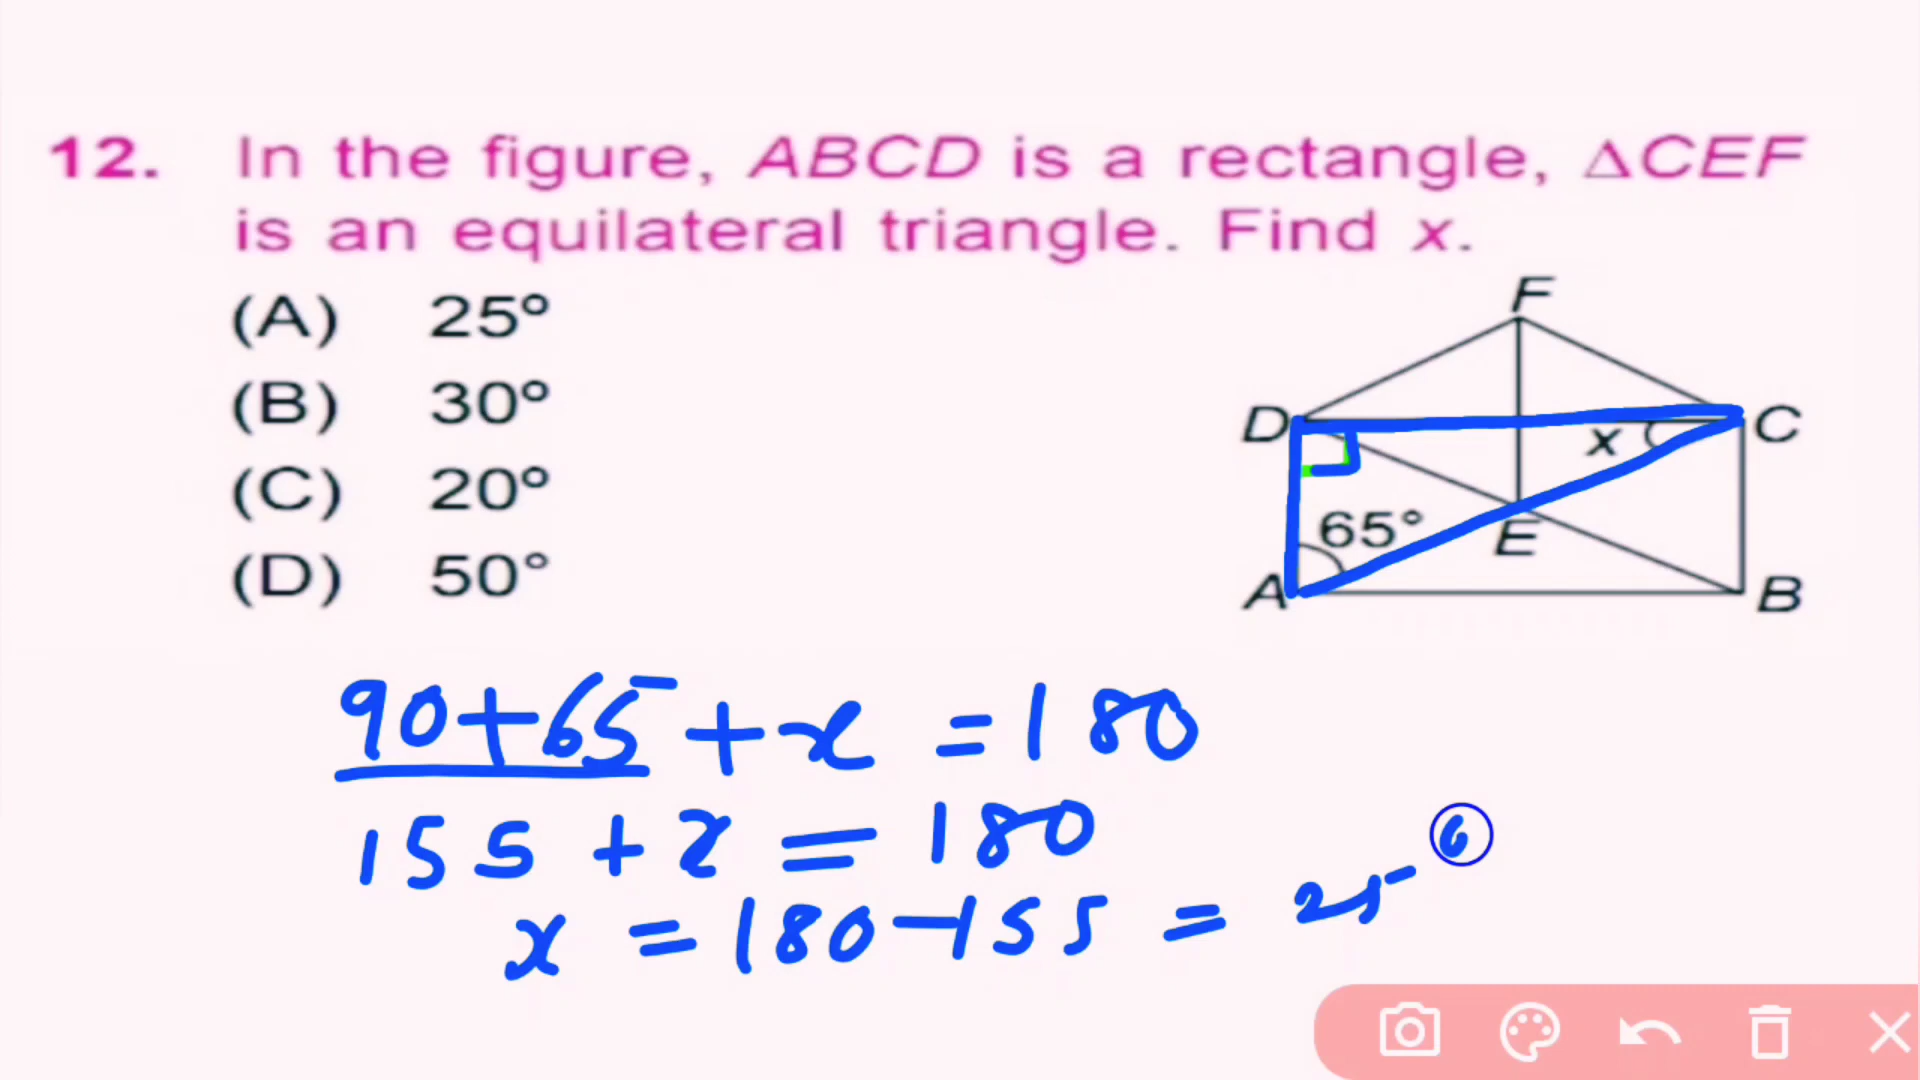 12. In the figure, ABCD is a rectangle, ΔCEF
is an equilateral triangle. Find x.
(A) 25°
(B) 30°
(C) 20°
(D) 50°
F
D
x
C
65°
E
A
B
90+65+x = 180
155 + x = 180
x = 180-155 = 25
6